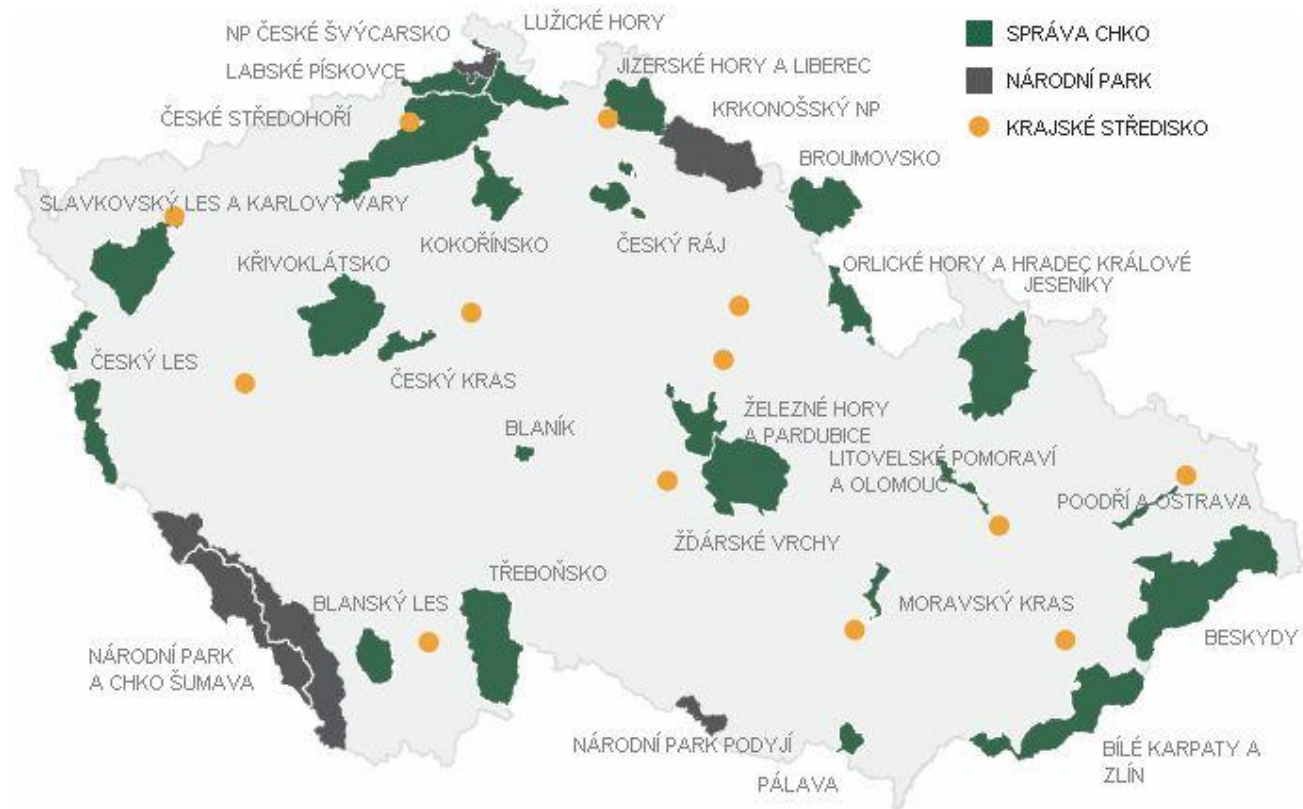 LUŽICKÉ HORY
NP ČESKÉ ŠVÝCARSKO
LABSKÉ PÍSKOVCE
ČESKÉ STŘEDOHOŘÍ
JIZERSKÉ HORY A LIBEREC
KRKONOŠSKÝ NP
BROUMOVSKO
SPRÁVA CHKO
NÁRODNÍ PARK
KRAJSKÉ STŘEDISKO
SLAVKOVSKÝ LES A KARLOVY VARY
KOKOŘÍNSKO
ČESKÝ RÁJ
KŘIVOKLÁTSKO
ORLICKÉ HORY A HRADEC KRÁLOVÉ
JESENÍKY
ČESKÝ LES
ČESKÝ KRAS
BLANÍK
ŽELEZNÉ HORY
A PARDUBICE
LITOVELSKÉ POMORAVÍ
A OLOMOUC
POODŘÍ A OSTRAVA
ŽĎÁRSKÉ VRCHY
TŘEBOŇSKO
BLANSKÝ LES
MORAVSKÝ KRAS
BESKYDY
NÁRODNÍ PARK
A CHKO ŠUMAVA
NÁRODNÍ PARK PODYJÍ
PÁLAVA
BÍLÉ KARPATY A
ZLÍN